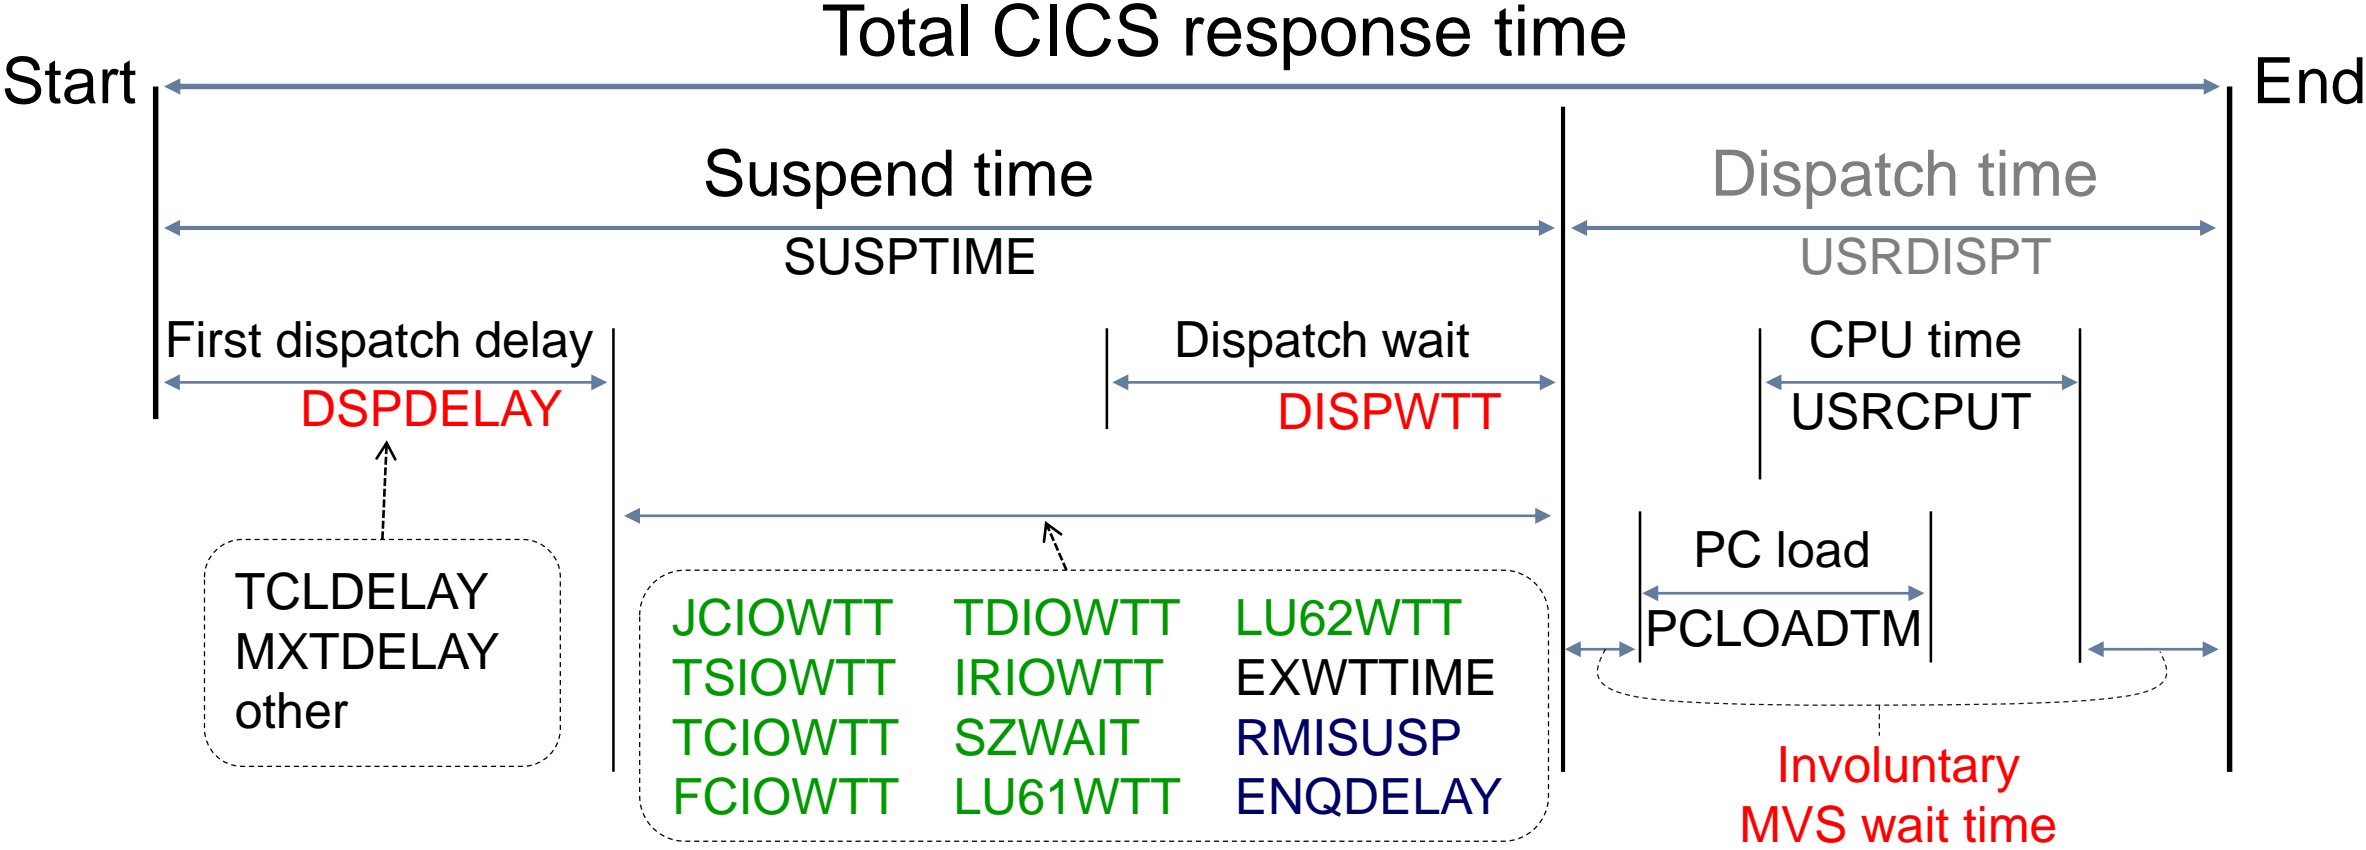 Total CICS response time
Start
End
Suspend time
Dispatch time
SUSPTIME
USRDISPT
First dispatch delay
Dispatch wait
CPU time
DSPDELAY
DISPWTT
USRCPUT
PC load
PCLOADTM
TCLDELAY
MXTDELAY
other
JCIOWTT TDIOWTT LU62WTT
TSIOWTT IRIOWTT EXWTTIME
TCIOWTT SZWAIT RMISUSP
FCIOWTT LU61WTT ENQDELAY
Involuntary
MVS wait time